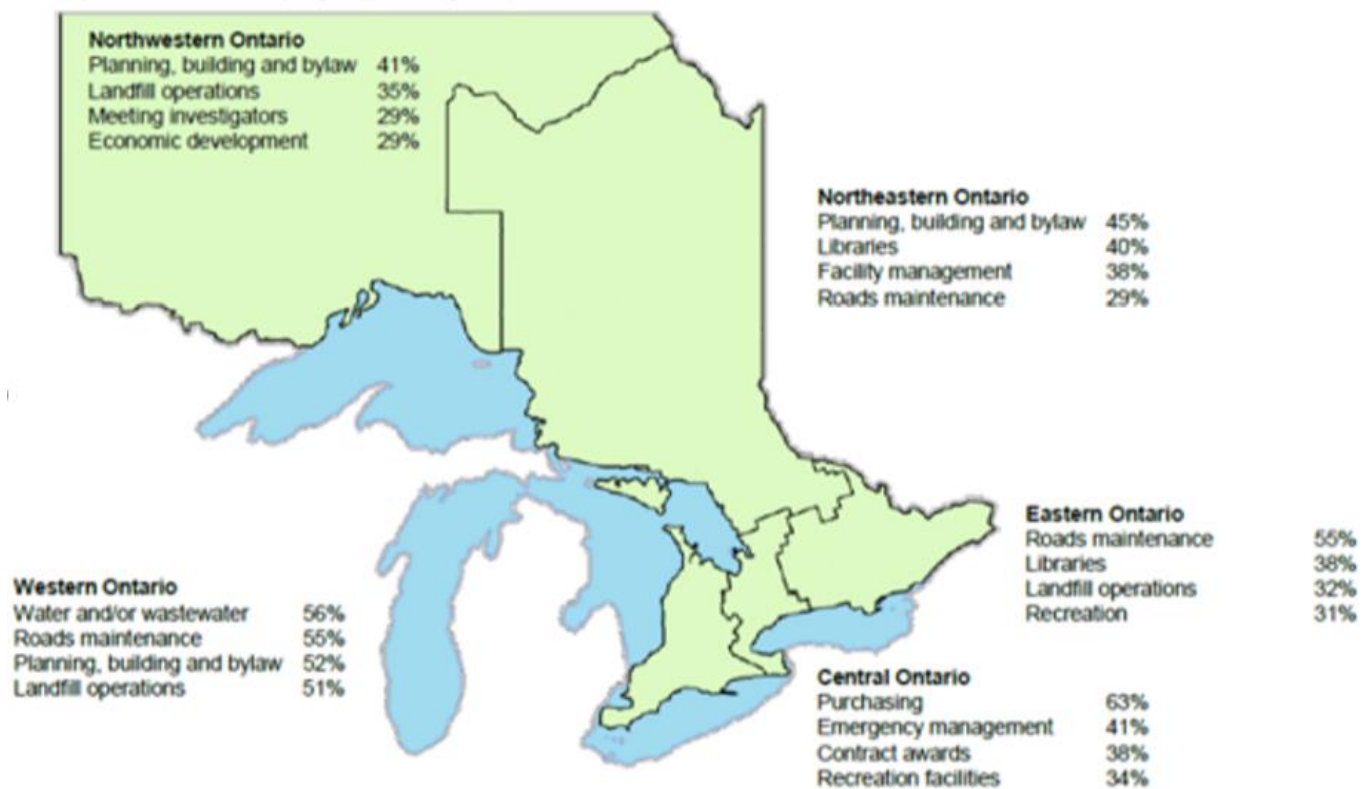 Northwestern Ontario
Planning, building and bylaw 41%
Landfill operations 35%
Meeting investigators 29%
Economic development 29%
Northeastern Ontario
Planning, building and bylaw 45%
Libraries 40%
Facility management 38%
Roads maintenance 29%
Eastern Ontario
Roads maintenance 55%
Libraries 38%
Landfill operations 32%
Recreation 31%
Western Ontario
Water and/or wastewater 56%
Roads maintenance 55%
Planning, building and bylaw 52%
Landfill operations 51%
Central Ontario
Purchasing 63%
Emergency management 41%
Contract awards 38%
Recreation facilities 34%